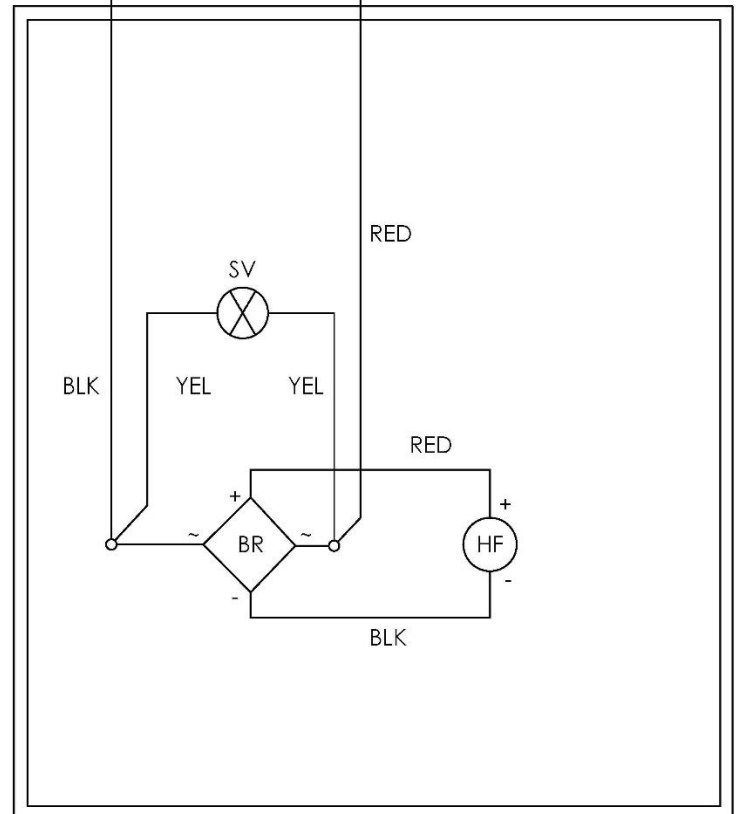 RED
SV
BLK
YEL
YEL
RED
+
+
~
~
BR
HF
-
-
BLK